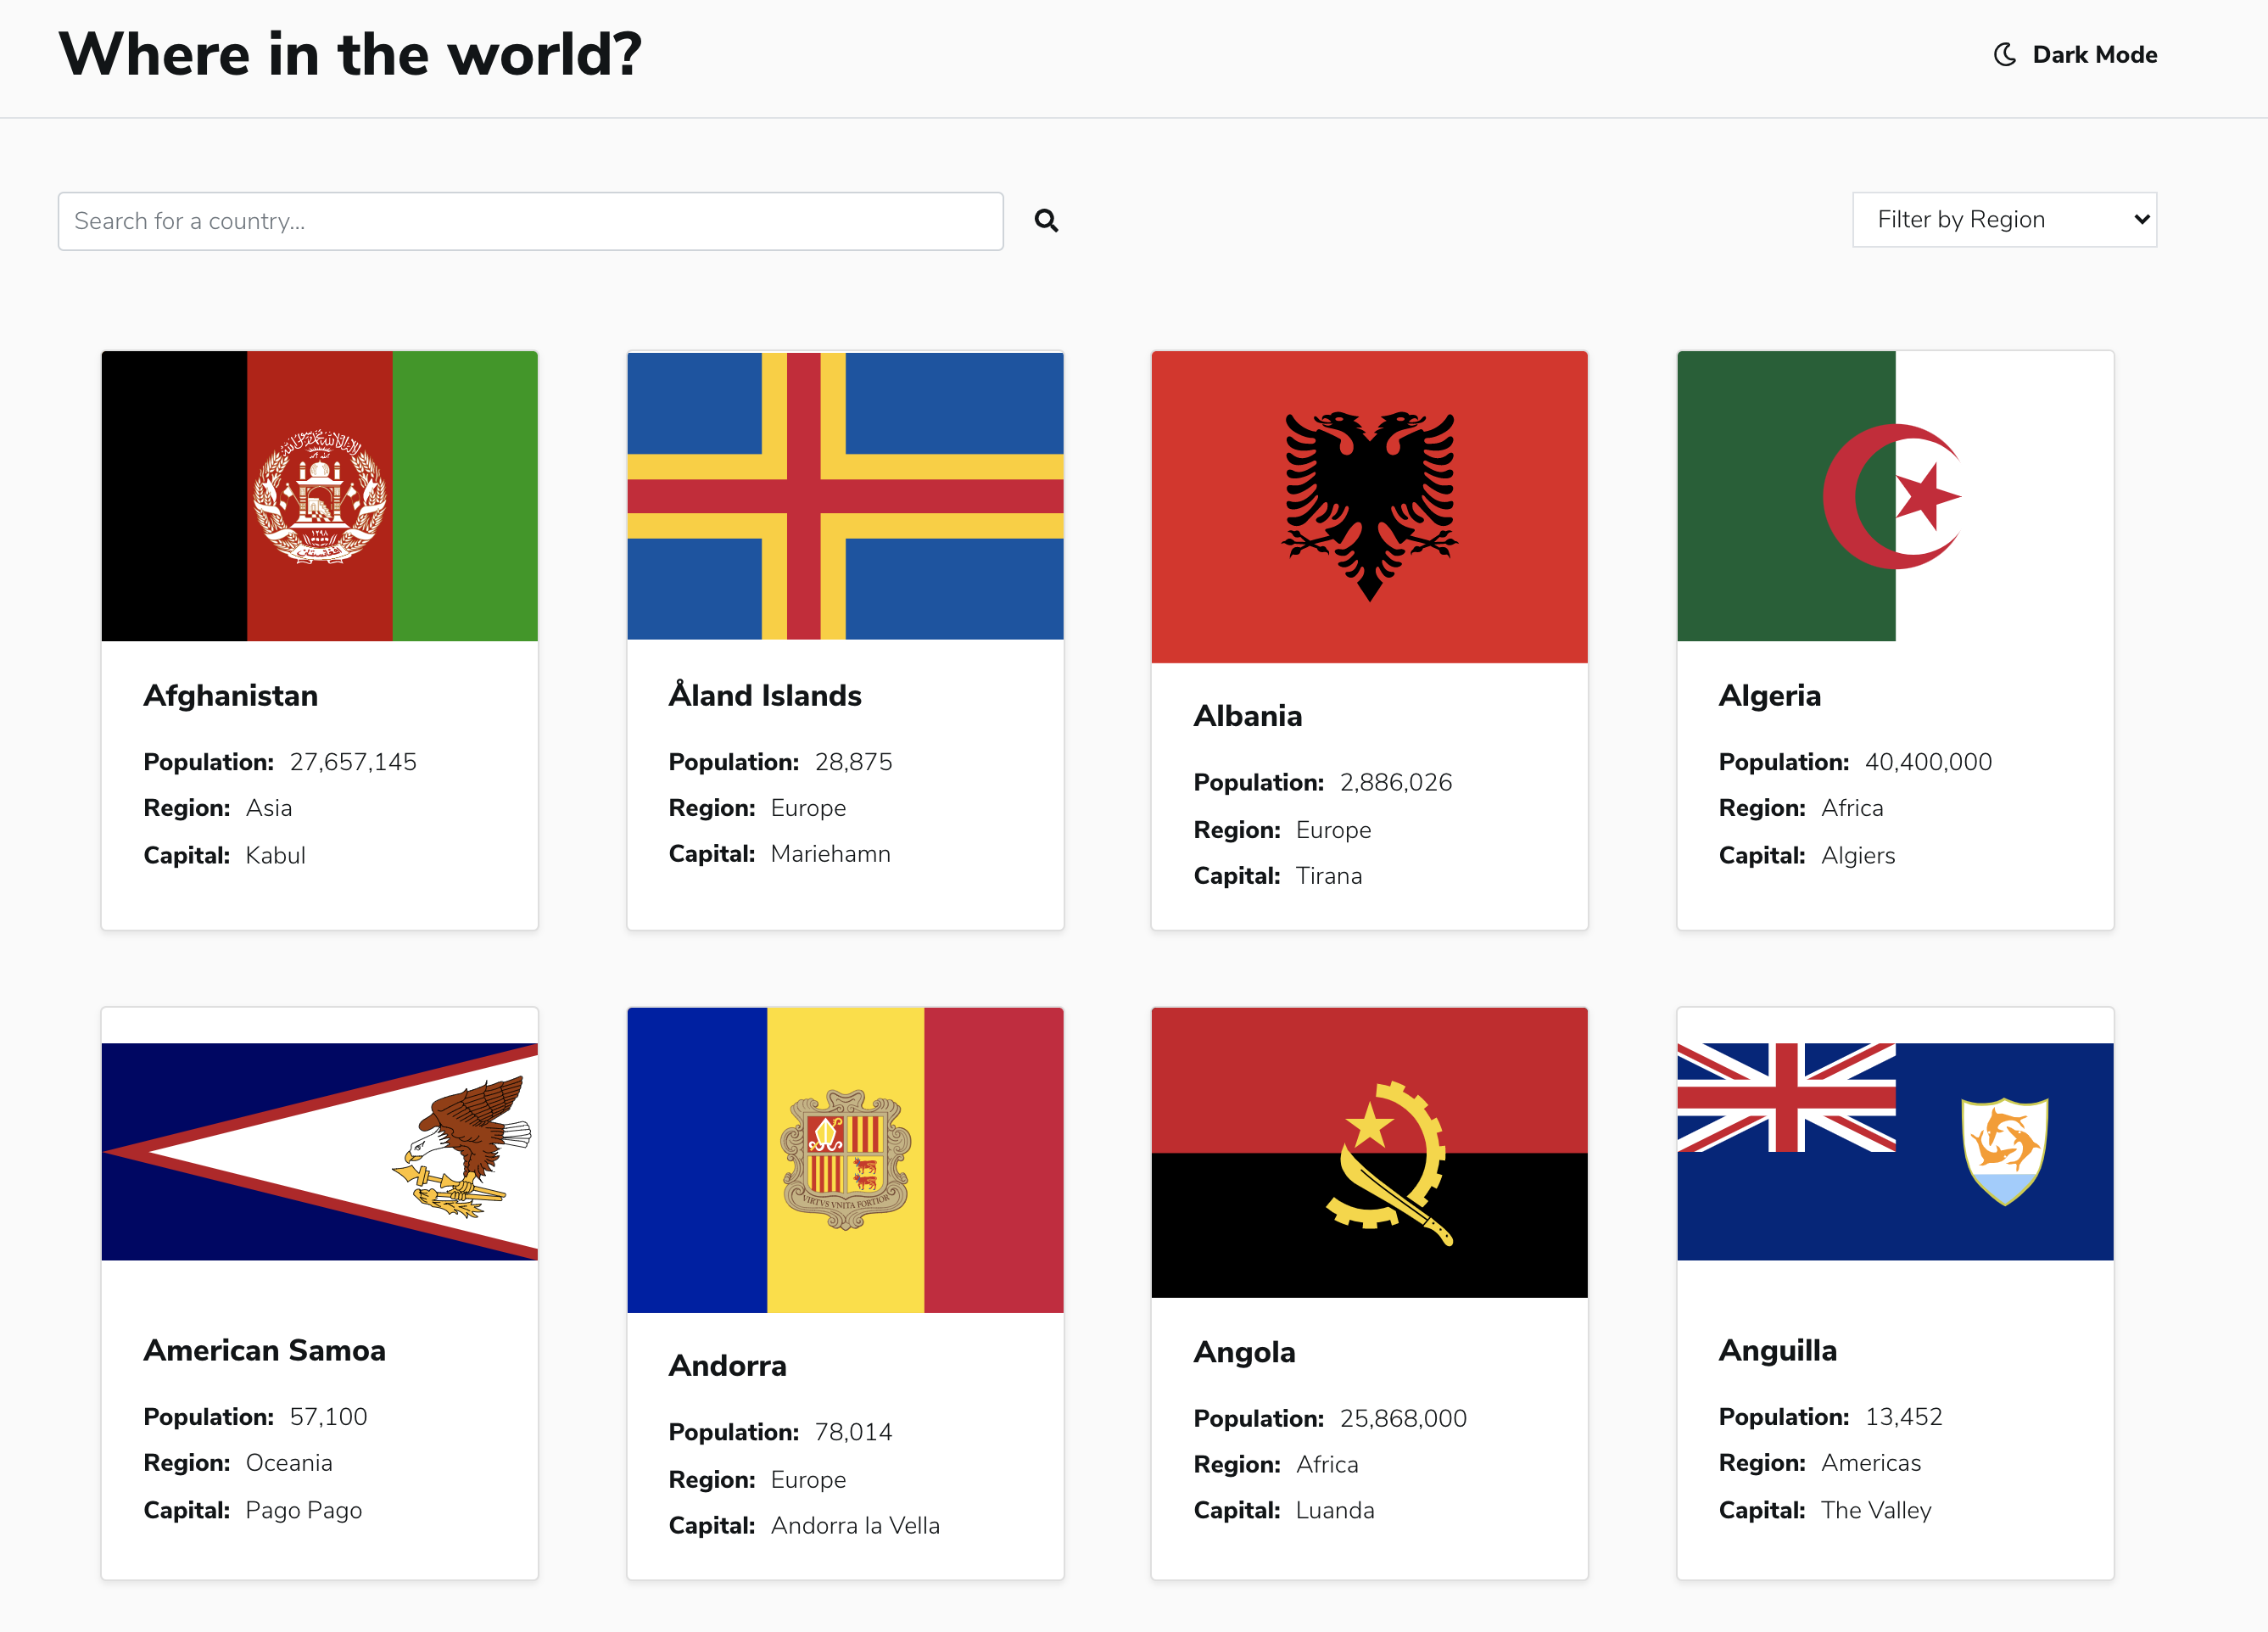 Where in the world?
Dark Mode
Search for a country...
Filter by Region
Afghanistan
Population: 27,657,145
Region: Asia
Capital: Kabul
Åland Islands
Population: 28,875
Region: Europe
Capital: Mariehamn
Albania
Population: 2,886,026
Region: Europe
Capital: Tirana
Algeria
Population: 40,400,000
Region: Africa
Capital: Algiers
American Samoa
Population: 57,100
Region: Oceania
Capital: Pago Pago
VIRTVS VNITA FORTIOR
Andorra
Population: 78,014
Region: Europe
Capital: Andorra la Vella
Angola
Population: 25,868,000
Region: Africa
Capital: Luanda
Anguilla
Population: 13,452
Region: Americas
Capital: The Valley